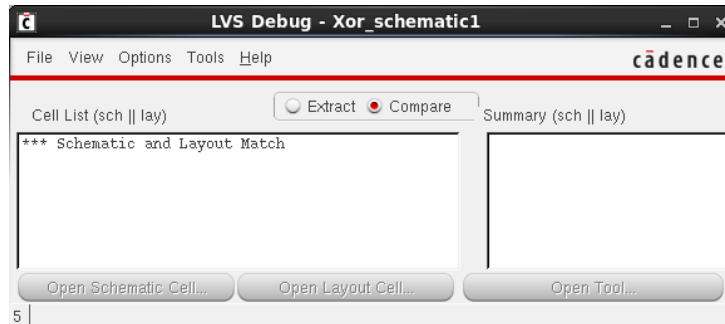 LVS Debug - Xor_schematic1
File View Options Tools Help
cādence
Extract Compare
Cell List (sch || lay)
Summary (sch || lay)
*** Schematic and Layout Match
Open Schematic Cell...
Open Layout Cell...
Open Tool...
5